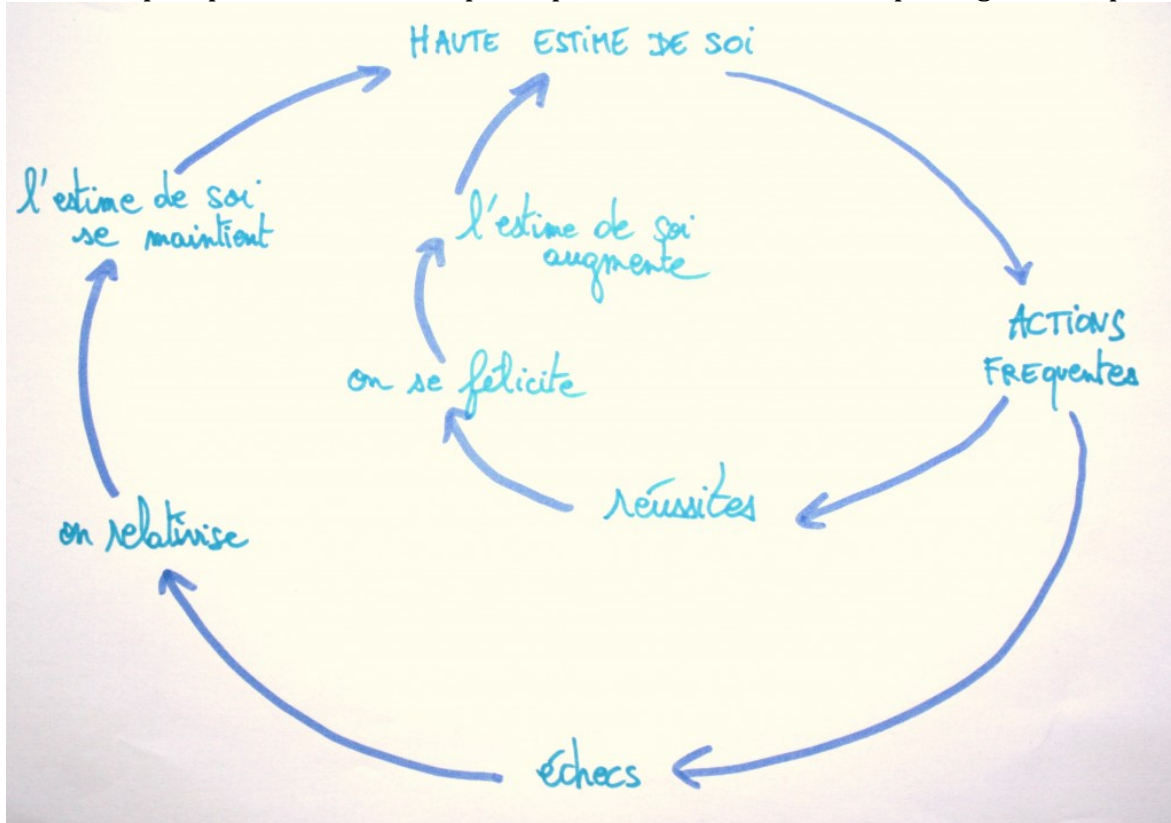 HAUTE ESTIME DE SOI
l'estime de soi
se maintient
l'estime de soi
augmente
ACTIONS
FREQUENTES
on se félicite
réussites
on relativise
échecs